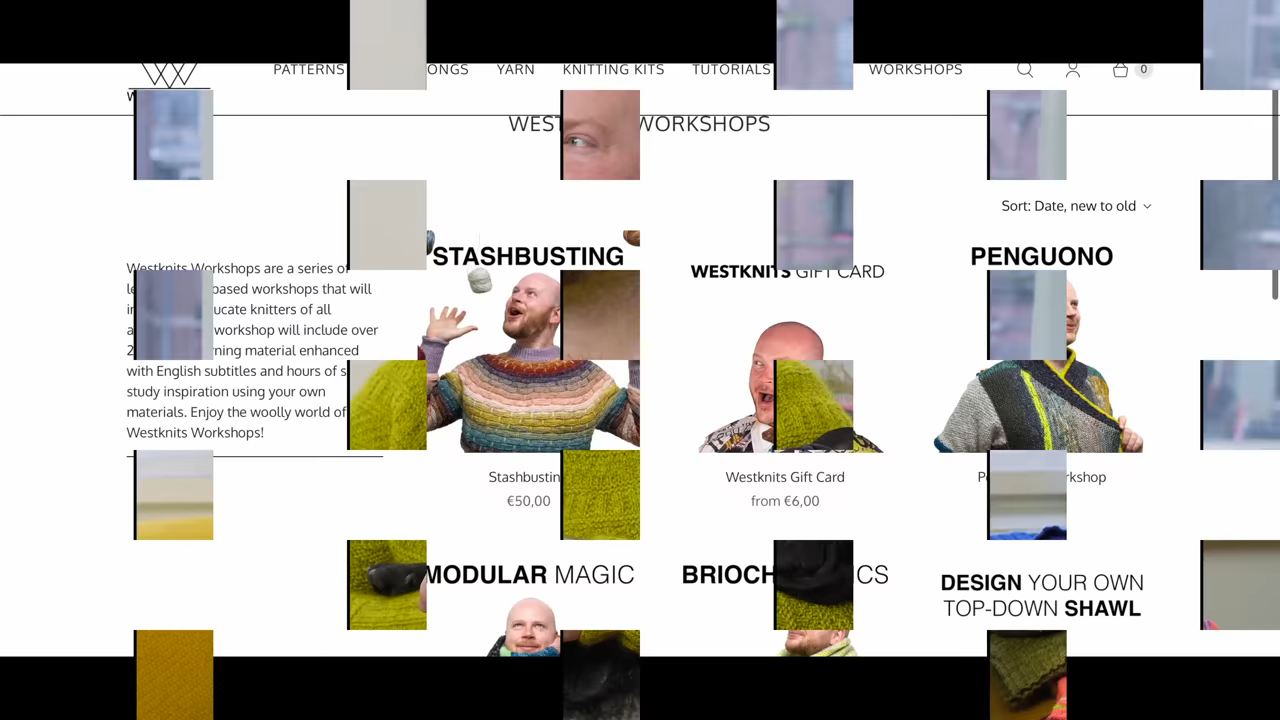 PATTERNS ONGS YARN KNITTING KITS TUTORIALS WORKSHOPS 0
WEST WORKSHOPS
Sort: Date, new to old
Westknits Workshops are a series of
based workshops that will
ucate knitters of all
workshop will include over
rning material enhanced
with English subtitles and hours of s
study inspiration using your own
materials. Enjoy the woolly world of
Westknits Workshops!
STASHBUSTING
Stashbustin
€50,00
WESTKNITS GIFT CARD
Westknits Gift Card
from €6,00
PENGUONO
rkshop
MODULAR MAGIC
BRIOCH CS
DESIGN YOUR OWN
TOP-DOWN SHAWL